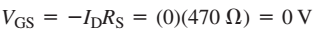 V_GS = −I_D R_S = (0)(470 Ω) = 0 V